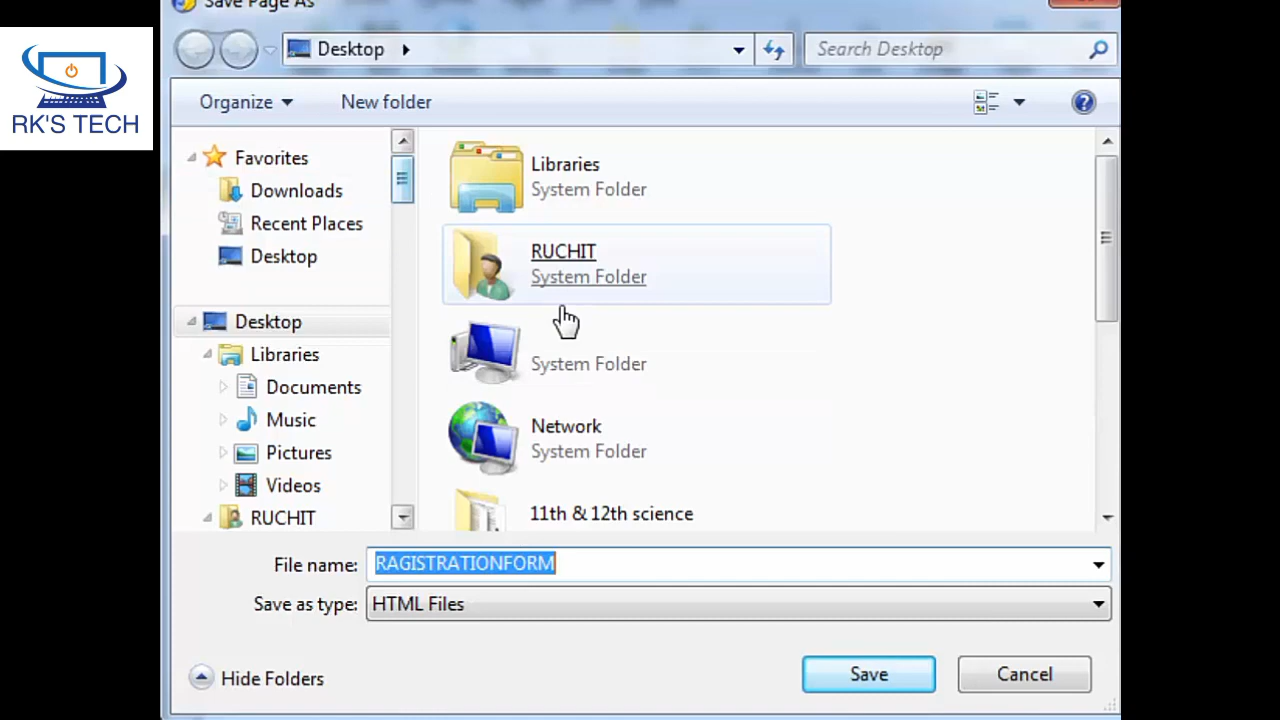 Save Page As
RK'S TECH
Desktop
Search Desktop
Organize
New folder
Favorites
Downloads
Recent Places
Desktop
Desktop
Libraries
Documents
Music
Pictures
Videos
RUCHIT
Libraries
System Folder
RUCHIT
System Folder
System Folder
Network
System Folder
11th & 12th science
File name: RAGISTRATIONFORM
Save as type: HTML Files
Hide Folders
Save
Cancel